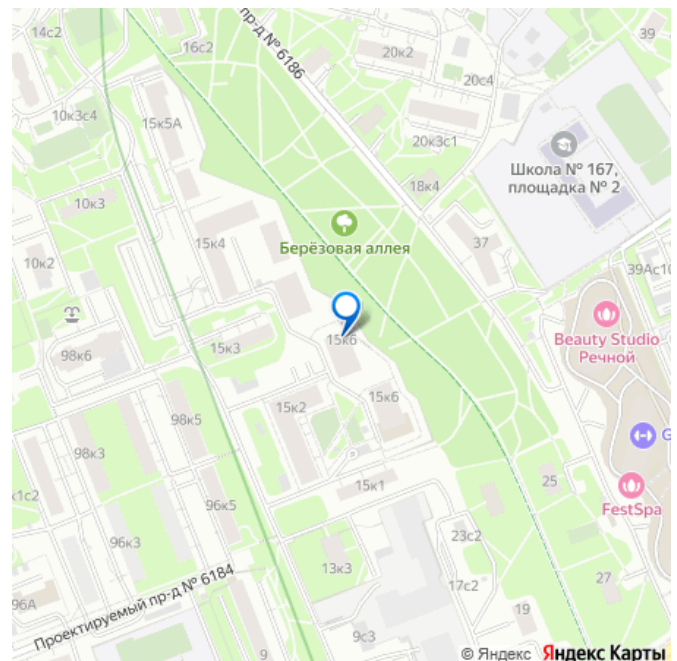 14с2
16с2
пр-д № 6186
20к2
39
20с4
10к3с4
15к5А
20к3с1
Школа № 167,
площадка № 2
18к4
10к3
15к4
Берёзовая аллея
37
10к2
39Ас10
98к6
15к3
15к6
Beauty Studio
Речной
15к2
15к6
98к5
98к3
G
к1с2
15к1
25
FestSpa
96к5
96к3
23с2
13к3
17с2
27
96А
Проектируемый пр-д № 6184
19
9с3
9
© Яндекс Яндекс Карты